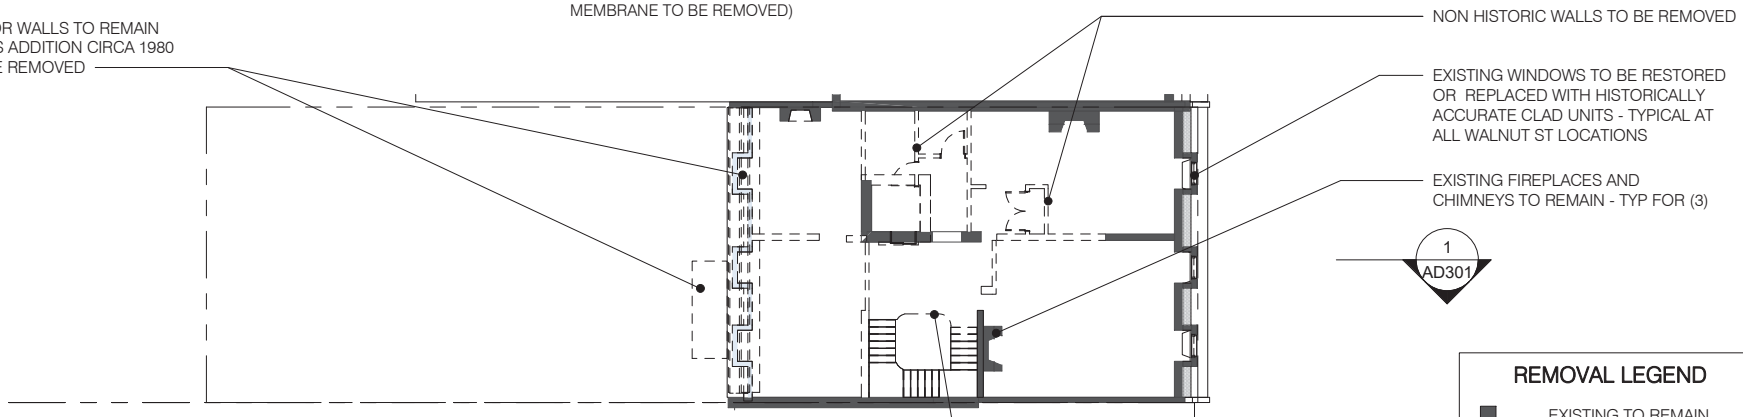 MEMBRANE TO BE REMOVED)
OR WALLS TO REMAIN
S ADDITION CIRCA 1980
E REMOVED
NON HISTORIC WALLS TO BE REMOVED
EXISTING WINDOWS TO BE RESTORED
OR REPLACED WITH HISTORICALLY
ACCURATE CLAD UNITS - TYPICAL AT
ALL WALNUT ST LOCATIONS
EXISTING FIREPLACES AND
CHIMNEYS TO REMAIN - TYP FOR (3)
1
AD301
REMOVAL LEGEND
EXISTING TO REMAIN